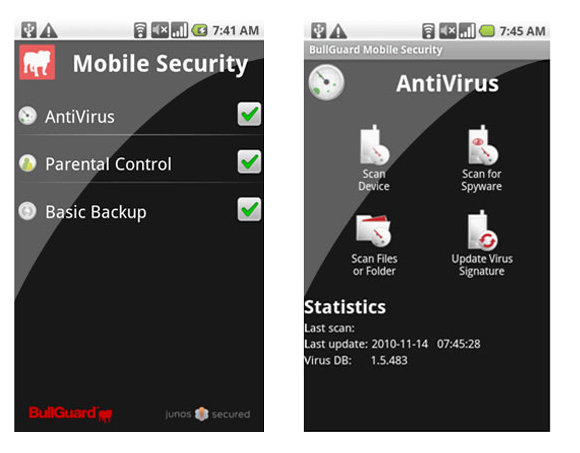 7:41 AM
Mobile Security
AntiVirus
Parental Control
Basic Backup
BullGuard
junos secured
7:45 AM
BullGuard Mobile Security
AntiVirus
Scan
Device
Scan for
Spyware
Scan Files
or Folder
Update Virus
Signature
Statistics
Last scan:
Last update: 2010-11-14 07:45:28
Virus DB: 1.5.483